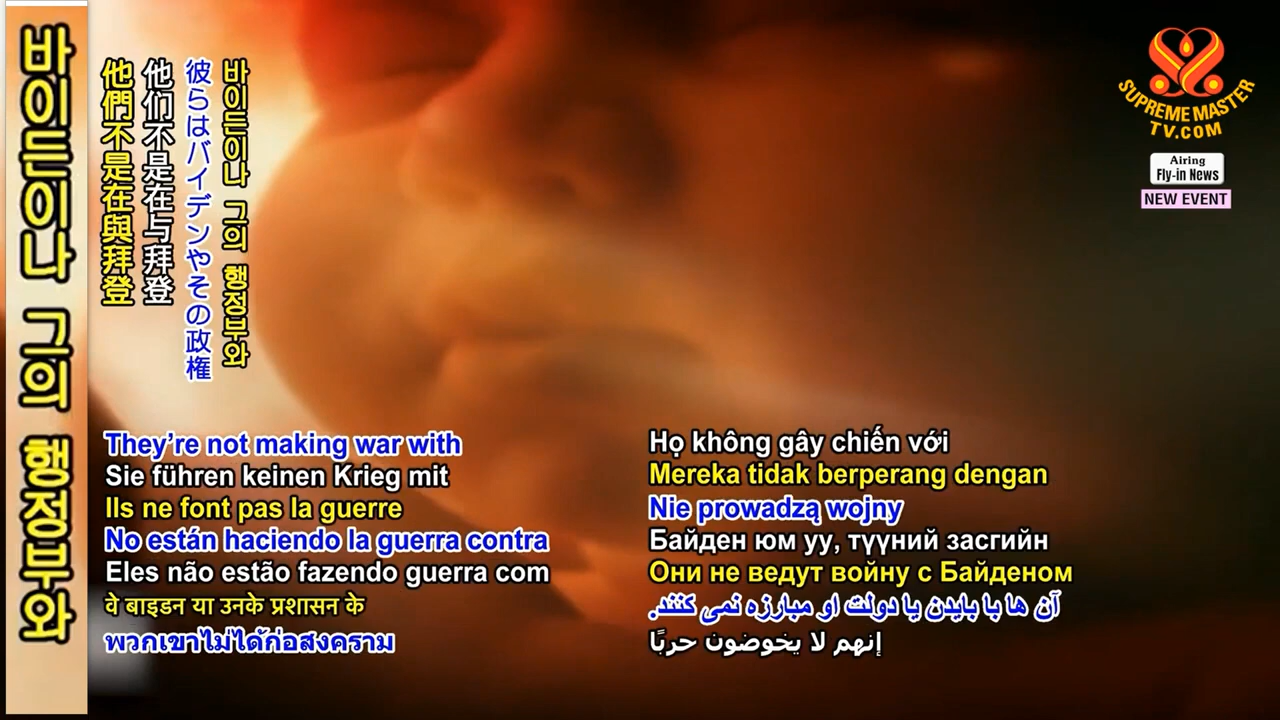 바이든이나 그의 행정부와
他們不是在與拜登
他们不是在与拜登
彼らはバイデンやその政権
바이든이나 그의 행정부와
SUPREME MASTER
TV.COM
Airing
Fly-in News
NEW EVENT
They’re not making war with
Sie führen keinen Krieg mit
Ils ne font pas la guerre
No están haciendo la guerra contra
Eles não estão fazendo guerra com
वे बाइडन या उनके प्रशासन के
พวกเขาไม่ได้ก่อสงคราม
Họ không gây chiến với
Mereka tidak berperang dengan
Nie prowadzą wojny
Байден юм уу, түүний засгийн
Они не ведут войну с Байденом
آن ها با بایدن یا دولت او مبارزه نمی کنند.
إنهم لا يخوضون حربًا